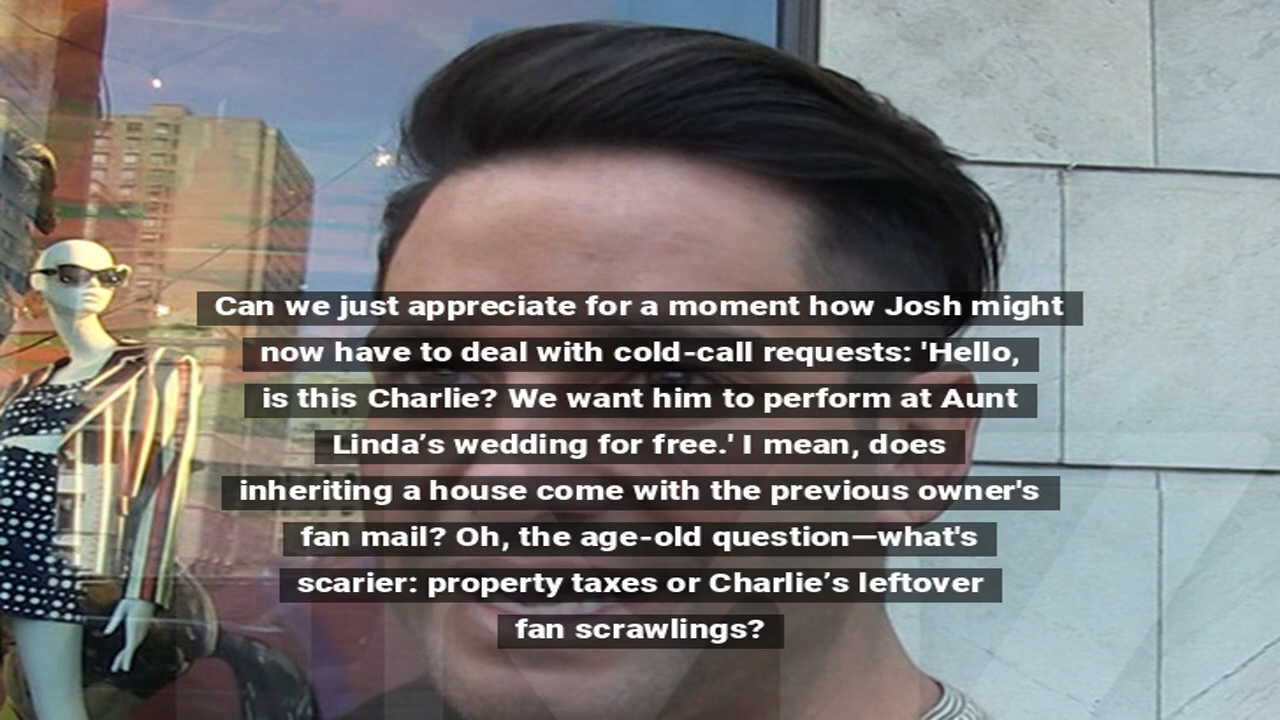 Can we just appreciate for a moment how Josh might
now have to deal with cold-call requests: 'Hello,
is this Charlie? We want him to perform at Aunt
Linda’s wedding for free.' I mean, does
inheriting a house come with the previous owner's
fan mail? Oh, the age-old question—what's
scarier: property taxes or Charlie’s leftover
fan scrawlings?